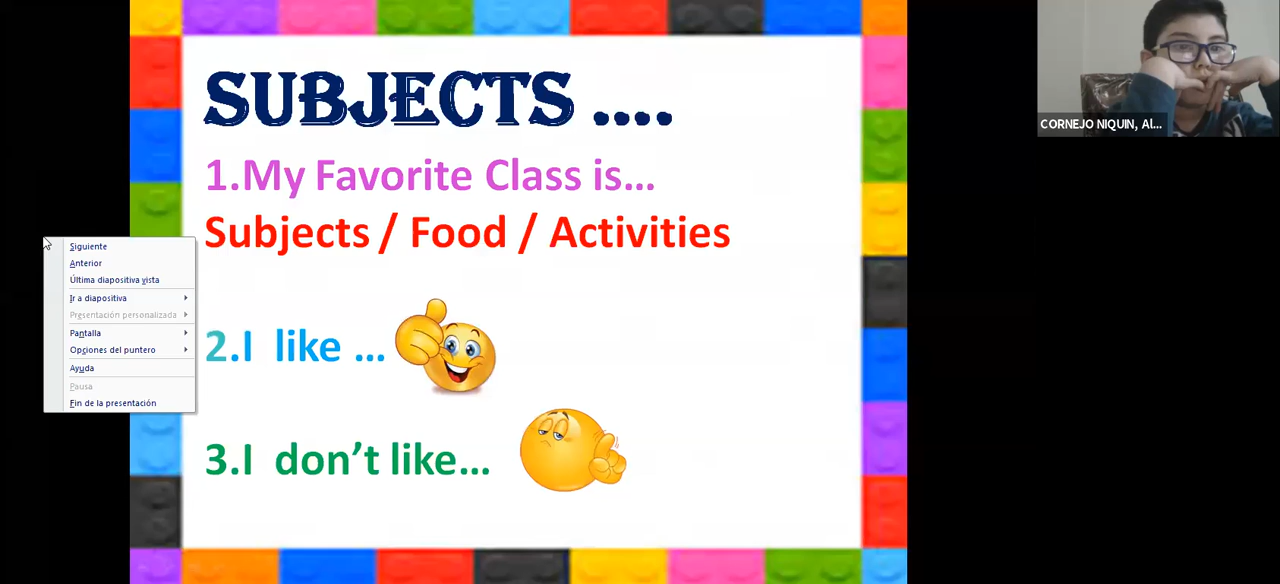 SUBJECTS ....
1.My Favorite Class is...
Subjects / Food / Activities
2.I like ...
3.I don't like...
Siguiente
Anterior
Última diapositiva vista
Ir a diapositiva
Presentación personalizada
Pantalla
Opciones del puntero
Ayuda
Pausa
Fin de la presentación
CORNEJO NIQUIN, Al...